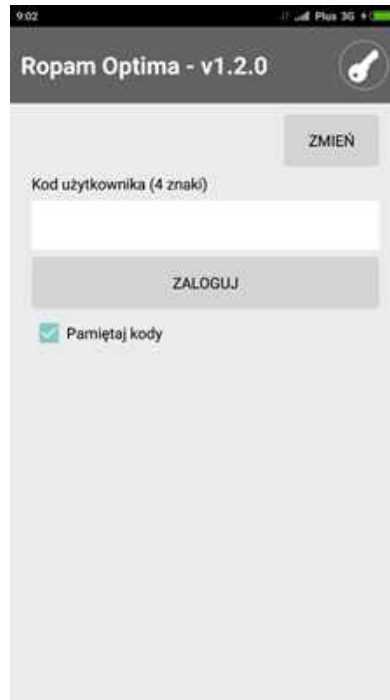 9:02
Plus 3G
Ropam Optima - v1.2.0
ZMIEŃ
Kod użytkownika (4 znaki)
ZALOGUJ
Pamiętaj kody